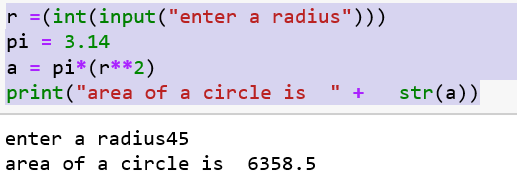 r =(int(input("enter a radius")))
pi = 3.14
a = pi*(r**2)
print("area of a circle is  " +   str(a))
enter a radius45
area of a circle is  6358.5